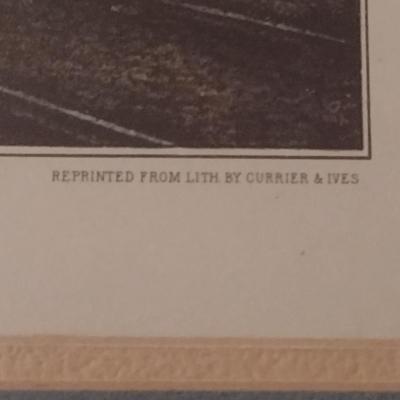 REPRINTED FROM LITH. BY CURRIER & IVES